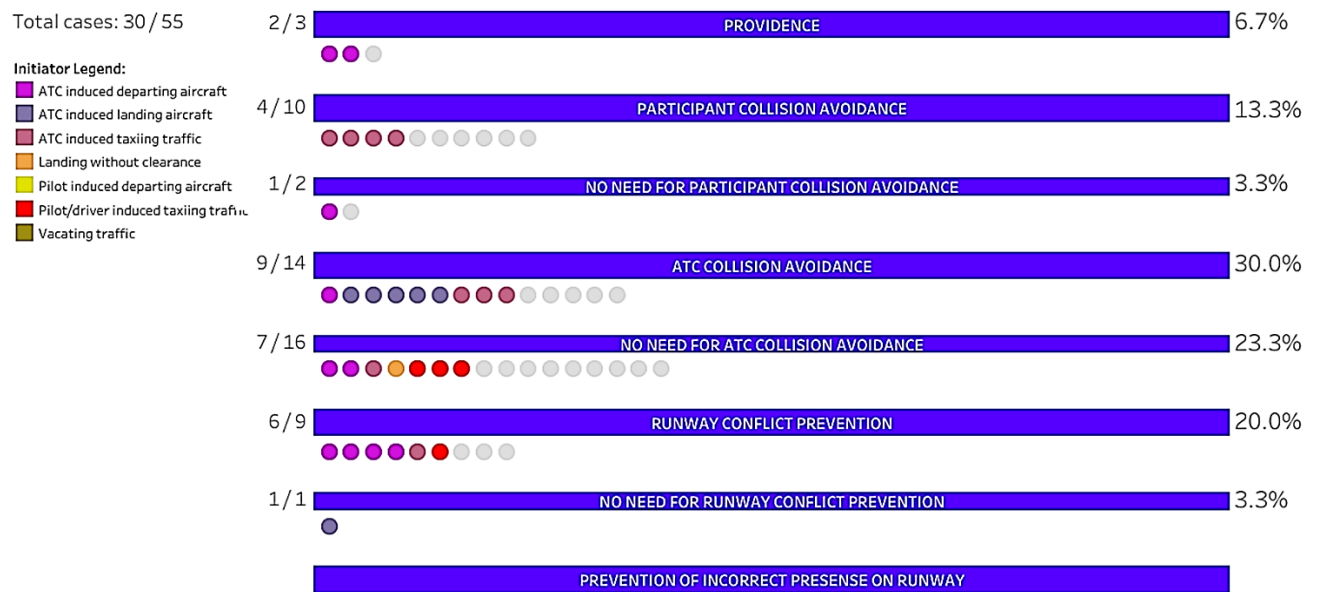 Total cases: 30/55
2/3 PROVIDENCE 6.7%
Initiator Legend:
ATC induced departing aircraft
ATC induced landing aircraft
ATC induced taxiing traffic
Landing without clearance
Pilot induced departing aircraft
Pilot/driver induced taxiing
Vacating traffic
4/10 PARTICIPANT COLLISION AVOIDANCE 13.3%
1/2 NO NEED FOR PARTICIPANT COLLISION AVOIDANCE 3.3%
9/14 ATC COLLISION AVOIDANCE 30.0%
7/16 NO NEED FOR ATC COLLISION AVOIDANCE 23.3%
6/9 RUNWAY CONFLICT PREVENTION 20.0%
1/1 NO NEED FOR RUNWAY CONFLICT PREVENTION 3.3%
PREVENTION OF INCORRECT PRESENSE ON RUNWAY